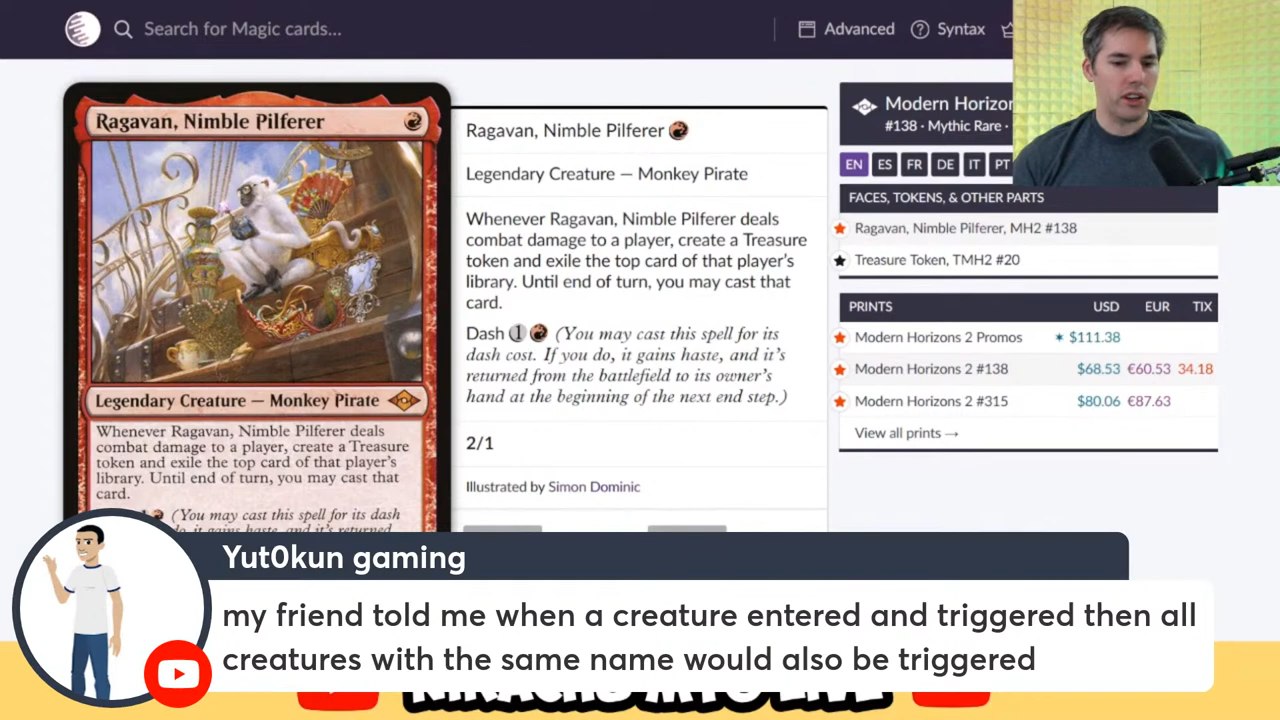 Search for Magic cards...
Advanced
Syntax
Ragavan, Nimble Pilferer
Legendary Creature — Monkey Pirate
Whenever Ragavan, Nimble Pilferer deals
combat damage to a player, create a Treasure
token and exile the top card of that player's
library. Until end of turn, you may cast that
card.
(You may cast this spell for its dash
Ragavan, Nimble Pilferer
Legendary Creature — Monkey Pirate
Whenever Ragavan, Nimble Pilferer deals
combat damage to a player, create a Treasure
token and exile the top card of that player's
library. Until end of turn, you may cast that
card.
Dash 1 (You may cast this spell for its
dash cost. If you do, it gains haste, and it's
returned from the battlefield to its owner's
hand at the beginning of the next end step.)
2/1
Illustrated by Simon Dominic
Modern Horizon
#138 · Mythic Rare ·
EN ES FR DE IT PT
FACES, TOKENS, & OTHER PARTS
Ragavan, Nimble Pilferer, MH2 #138
Treasure Token, TMH2 #20
PRINTS USD EUR TIX
Modern Horizons 2 Promos $111.38
Modern Horizons 2 #138 $68.53 €60.53 34.18
Modern Horizons 2 #315 $80.06 €87.63
View all prints →
Yut0kun gaming
my friend told me when a creature entered and triggered then all
creatures with the same name would also be triggered